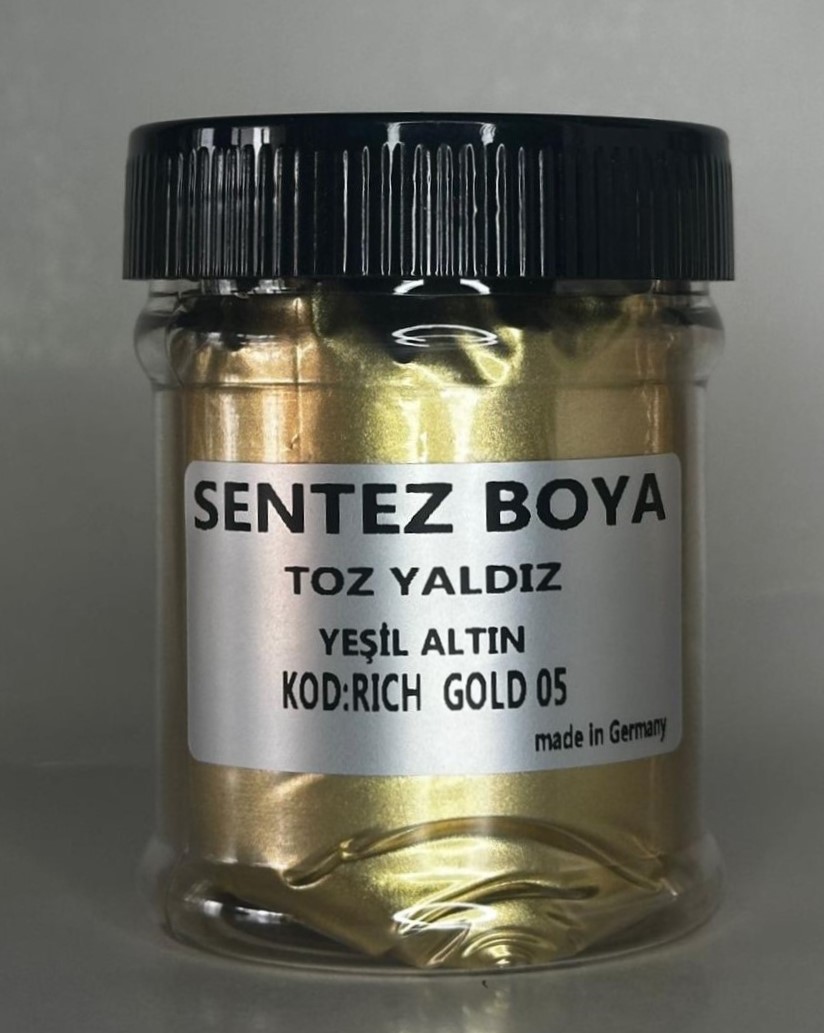 SENTEZ BOYA
TOZ YALDIZ
YEŞİL ALTIN
KOD:RICH GOLD 05
made in Germany